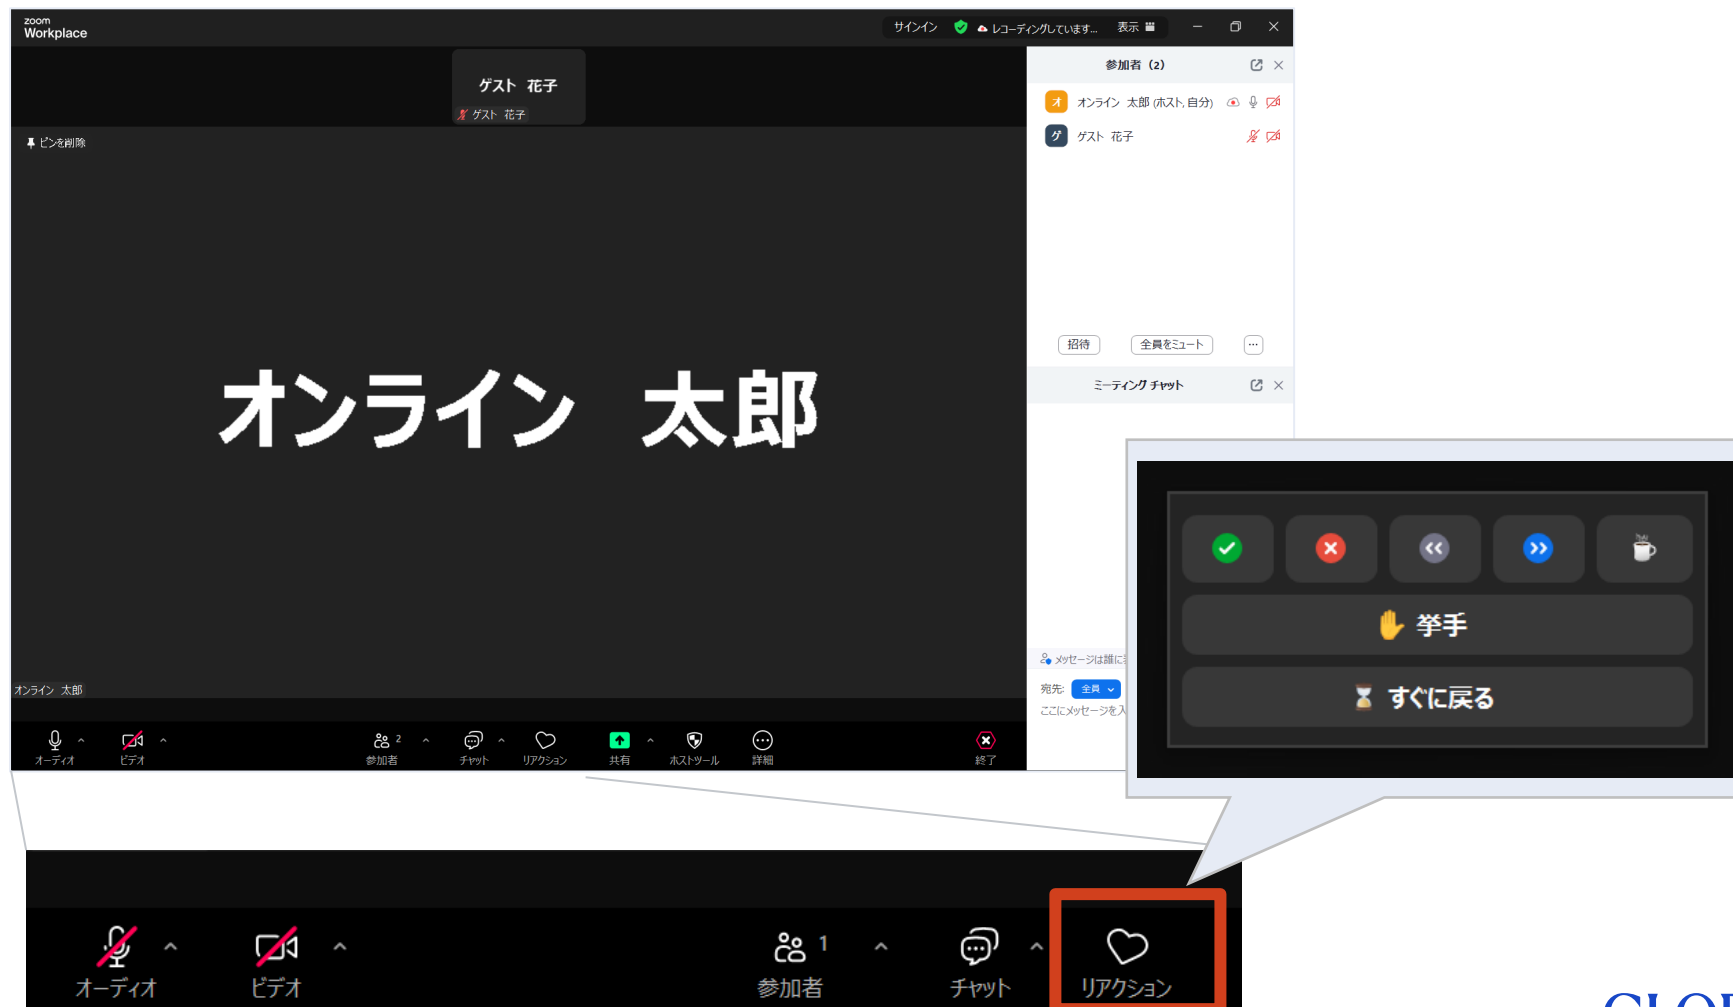 zoom
Workplace
サインイン
レコーディングしています...
表示
ゲスト 花子
ゲスト 花子
ピンを削除
オンライン 太郎
オンライン 太郎
参加者 (2)
オ オンライン 太郎 (ホスト, 自分)
ゲ ゲスト 花子
招待
全員をミュート
...
ミーティング チャット
メッセージは誰に
宛先: 全員
ここにメッセージを入
オーディオ
ビデオ
参加者 2
チャット
リアクション
共有
ホストツール
詳細
終了
挙手
すぐに戻る
オーディオ
ビデオ
参加者 1
チャット
リアクション